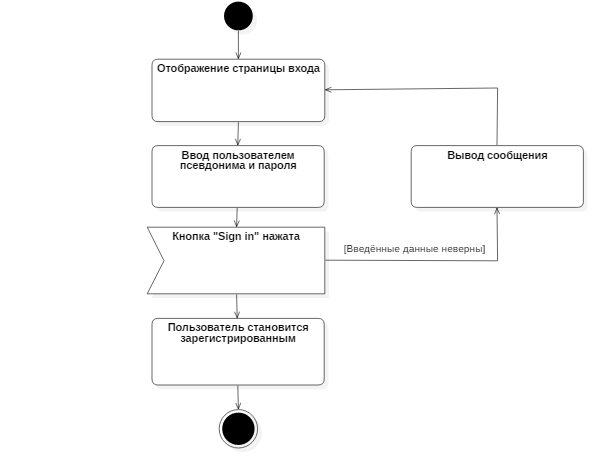 Отображение страницы входа
Ввод пользователем
псевдонима и пароля
Вывод сообщения
Кнопка "Sign in" нажата
[Введённые данные неверны]
Пользователь становится
зарегистрированным